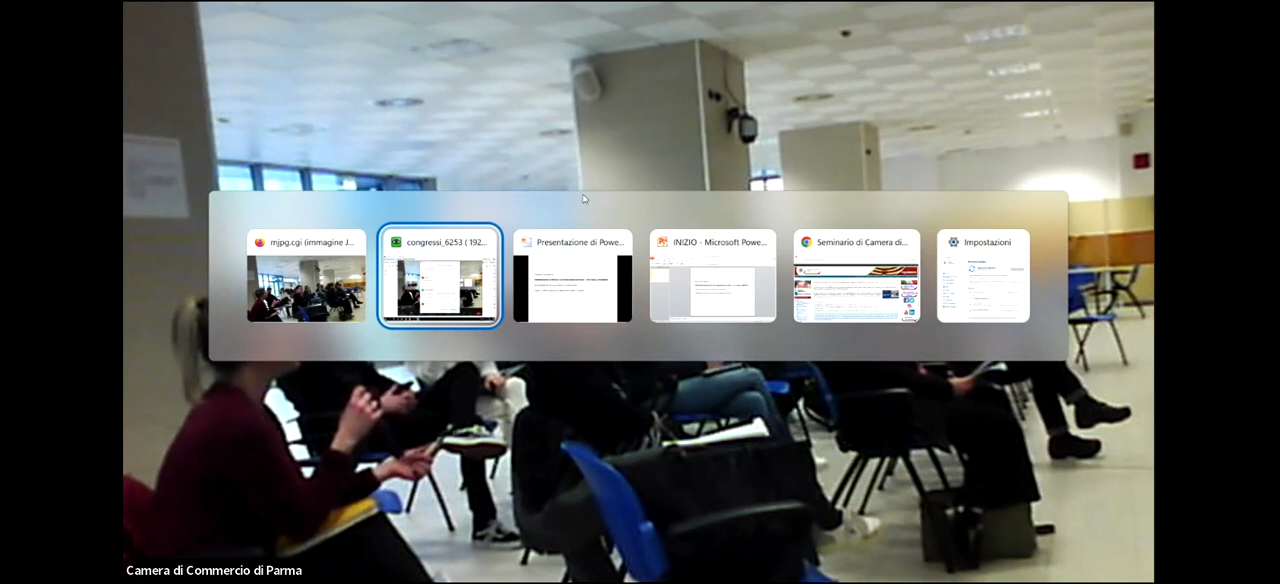 mjpg.cgi (immagine J...
congressi_6253 ( 192...
Presentazione di Powe...
INIZIO - Microsoft Powe...
Seminario di Camera di...
Impostazioni
Camera di Commercio di Parma